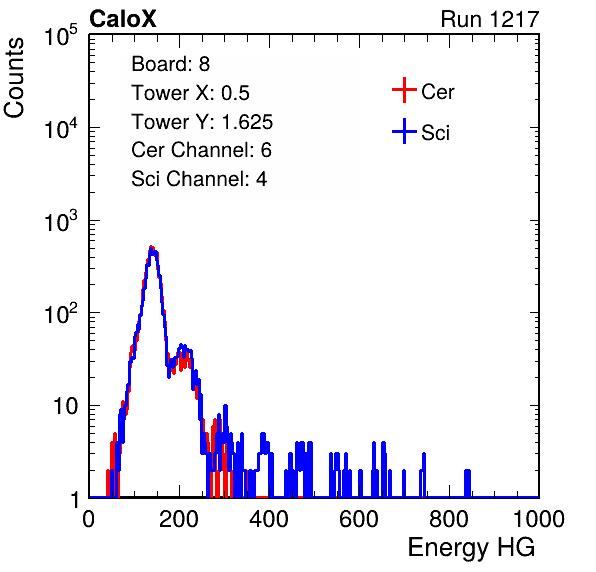 CaloX Run 1217
Counts
10^5
10^4
10^3
10^2
10
1
Board: 8
Tower X: 0.5
Tower Y: 1.625
Cer Channel: 6
Sci Channel: 4
Cer
Sci
0 200 400 600 800 1000
Energy HG